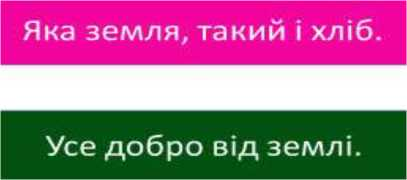 Яка земля, такий і хліб.
Усе добро від землі.